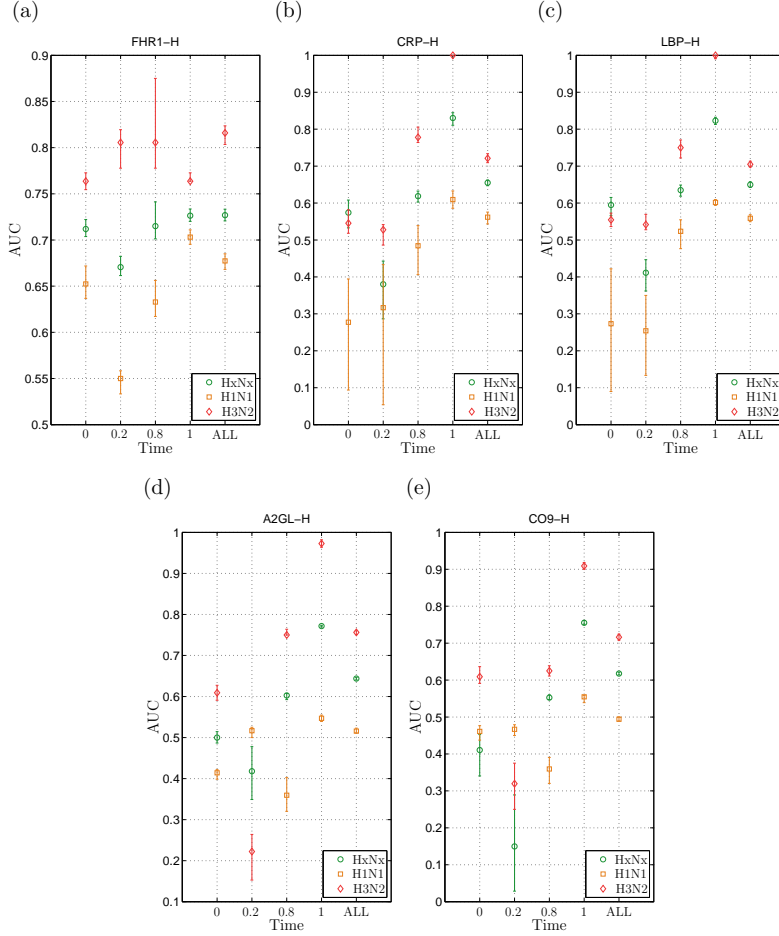 (a)
FHR1-H
0.9
0.85
0.8
0.75
0.7
0.65
0.6
0.55
0.5
AUC
0 0.2 0.8 1 ALL
Time
HxNx
H1N1
H3N2
(b)
CRP-H
1
0.9
0.8
0.7
0.6
0.5
0.4
0.3
0.2
0.1
0
AUC
0 0.2 0.8 1 ALL
Time
HxNx
H1N1
H3N2
(c)
LBP-H
1
0.9
0.8
0.7
0.6
0.5
0.4
0.3
0.2
0.1
0
AUC
0 0.2 0.8 1 ALL
Time
HxNx
H1N1
H3N2
(d)
A2GL-H
1
0.9
0.8
0.7
0.6
0.5
0.4
0.3
0.2
0.1
AUC
0 0.2 0.8 1 ALL
Time
HxNx
H1N1
H3N2
(e)
CO9-H
1
0.9
0.8
0.7
0.6
0.5
0.4
0.3
0.2
0.1
0
AUC
0 0.2 0.8 1 ALL
Time
HxNx
H1N1
H3N2